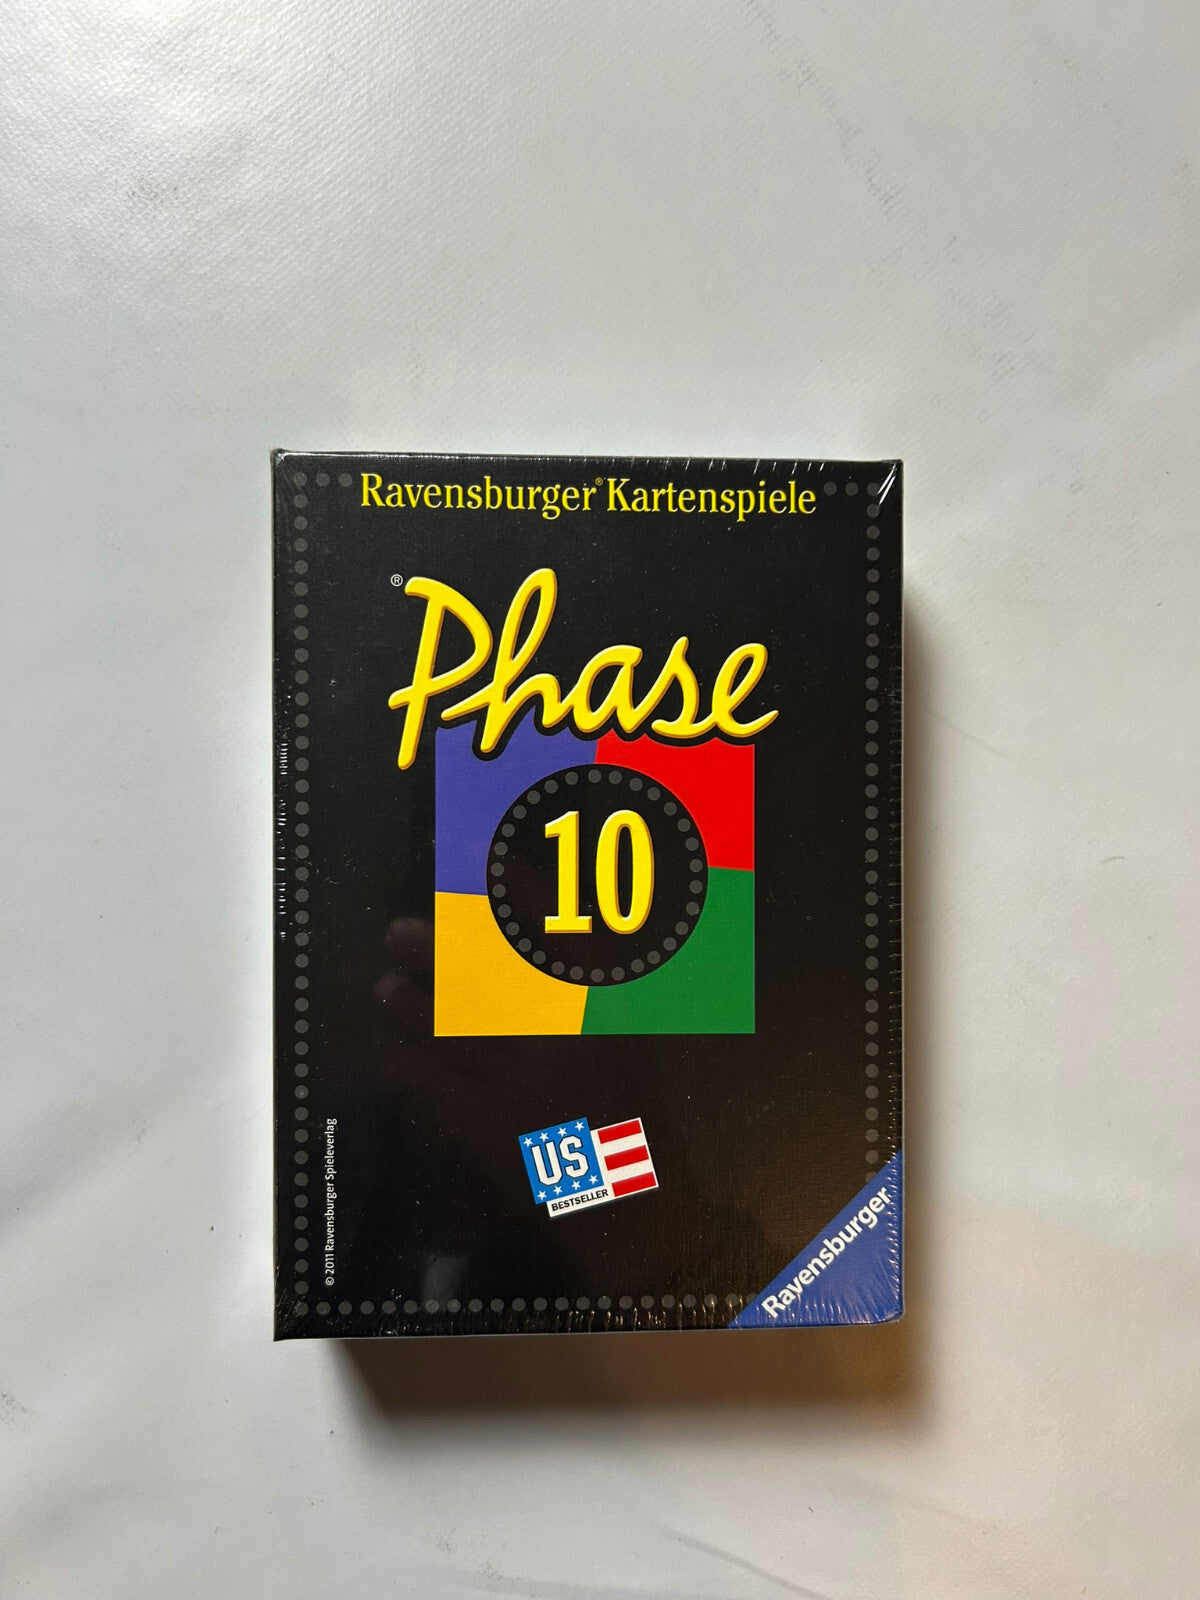 Ravensburger® Kartenspiele
®
Phase
10
US
BESTSELLER
© 2011 Ravensburger Spieleverlag
Ravensburger